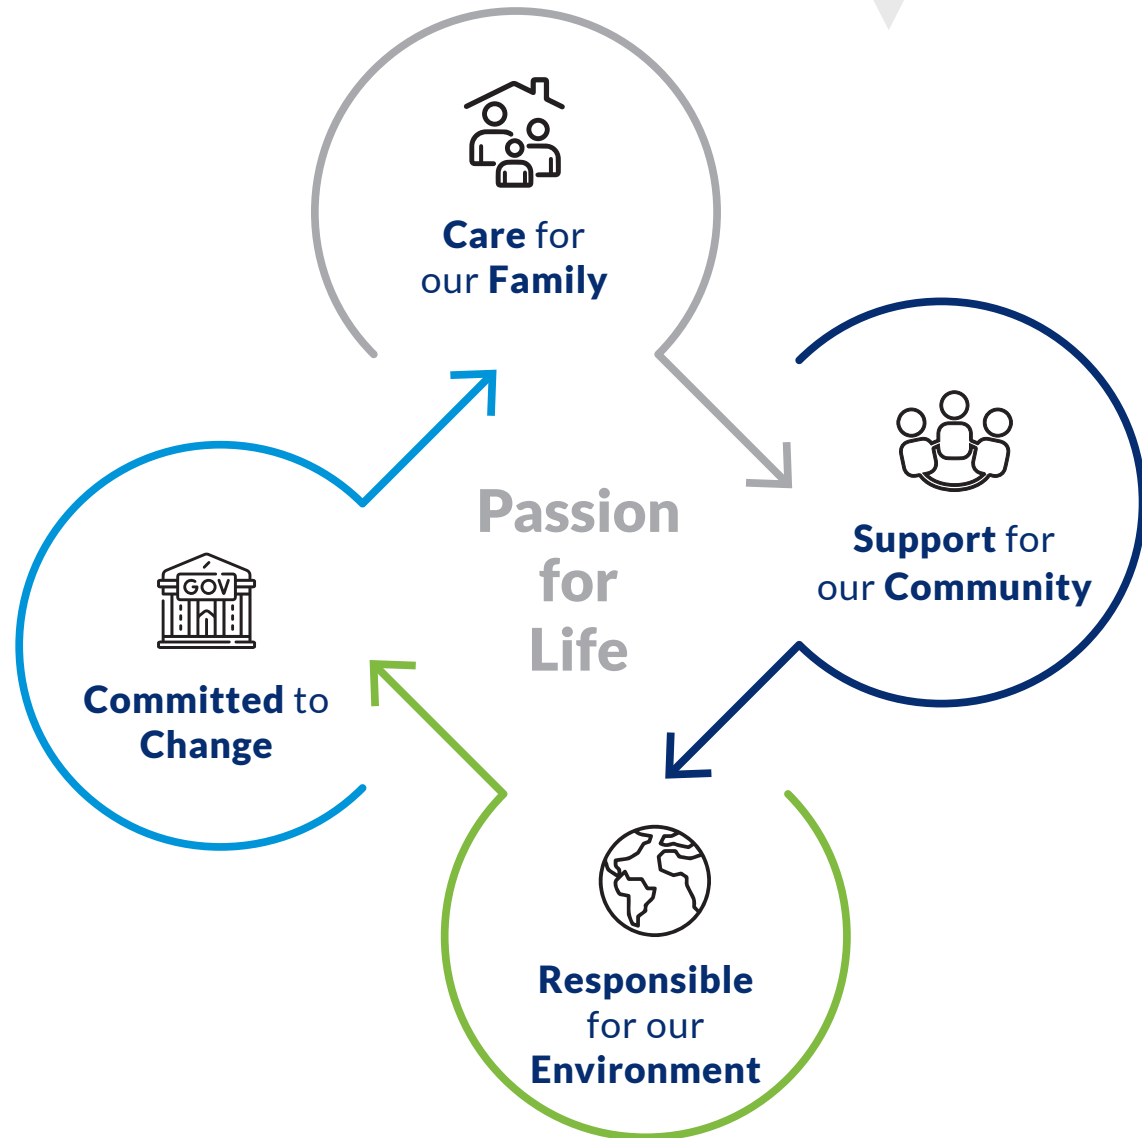 Care for
our Family
Support for
our Community
Passion
for
Life
GOV
Committed to
Change
Responsible
for our
Environment